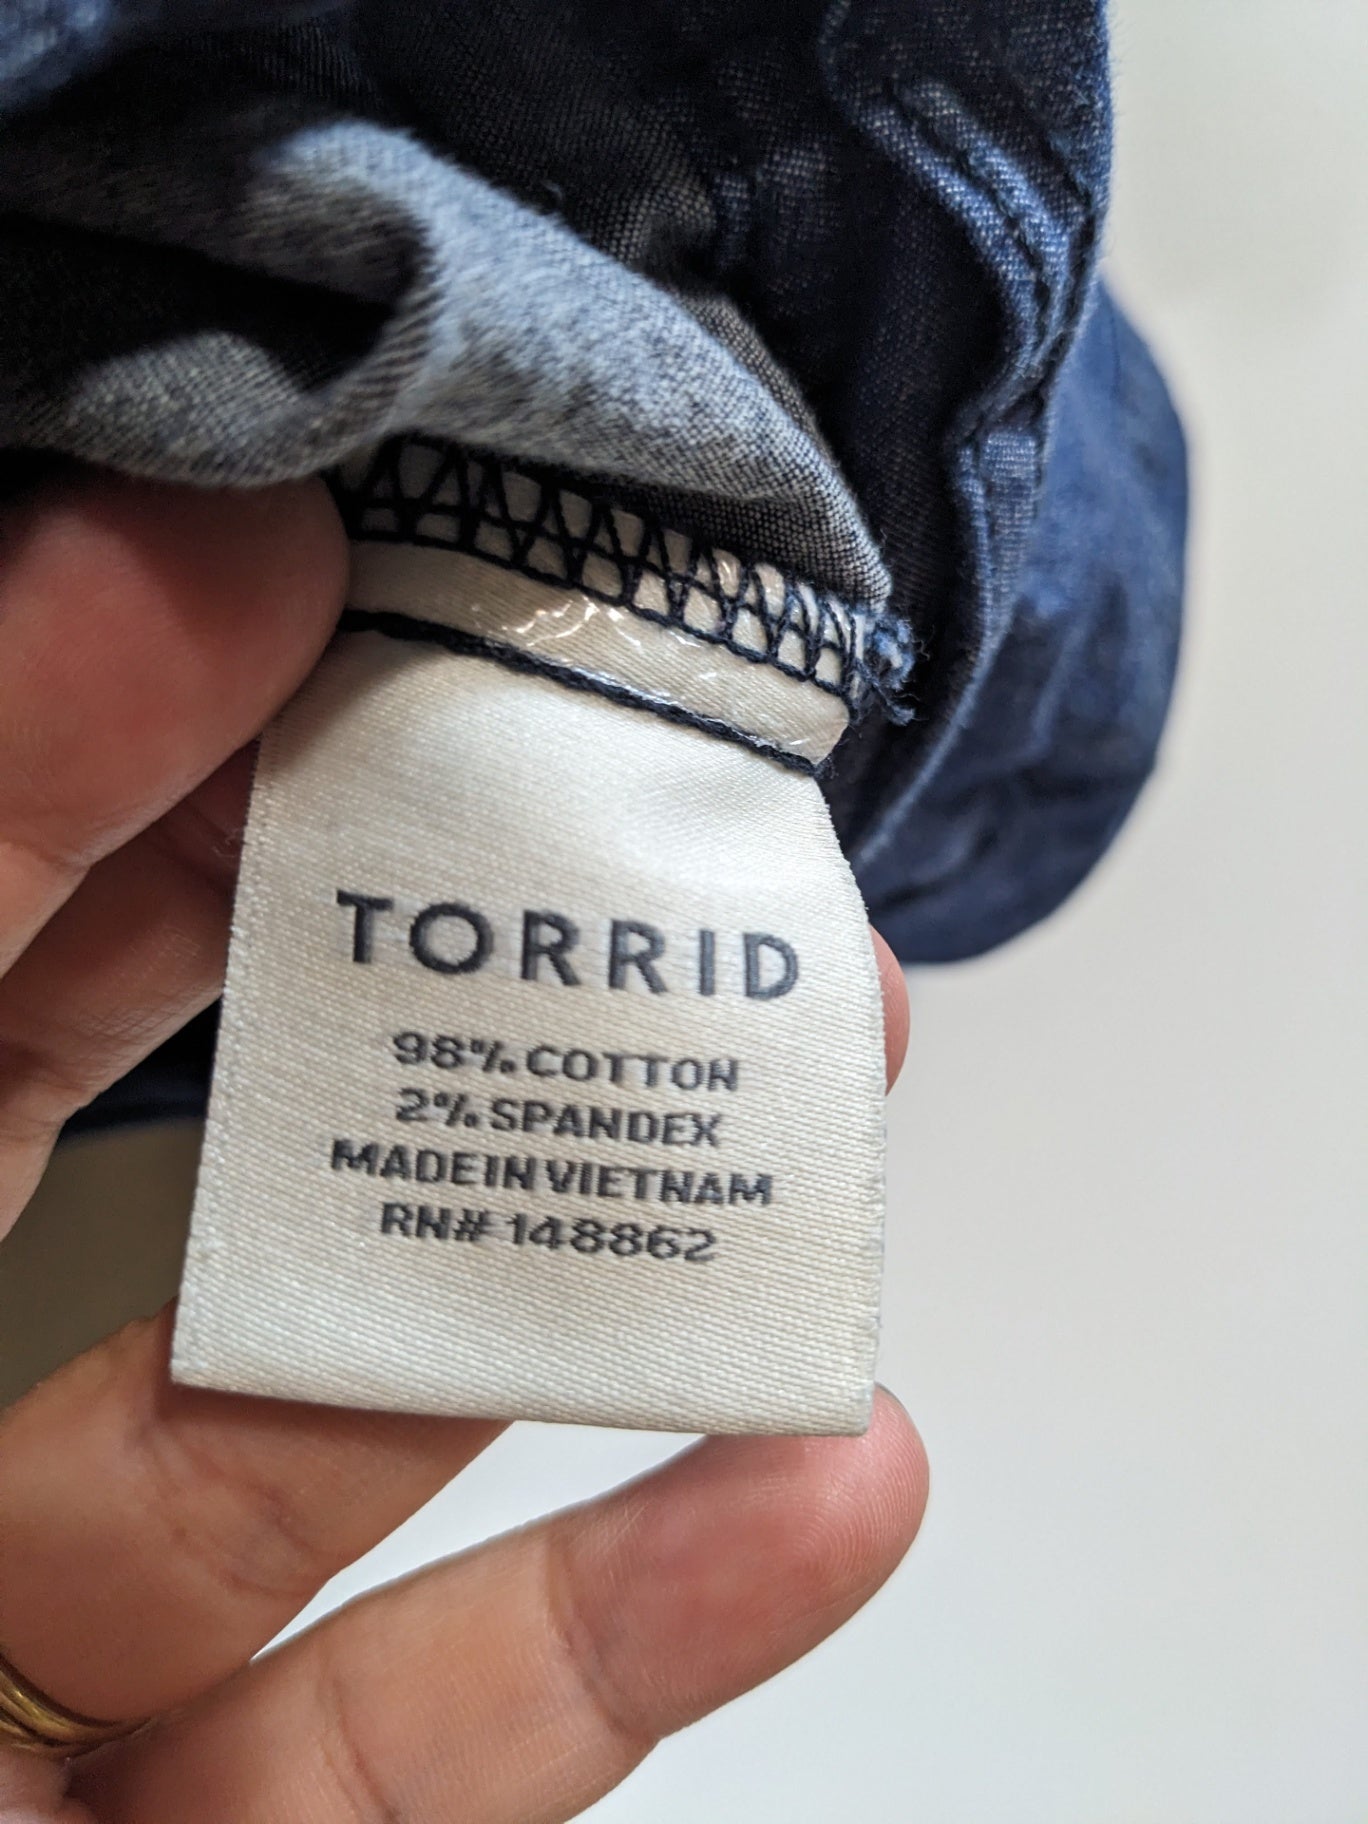 TORRID
98% COTTON
2% SPANDEX
MADE IN VIETNAM
RN# 148862